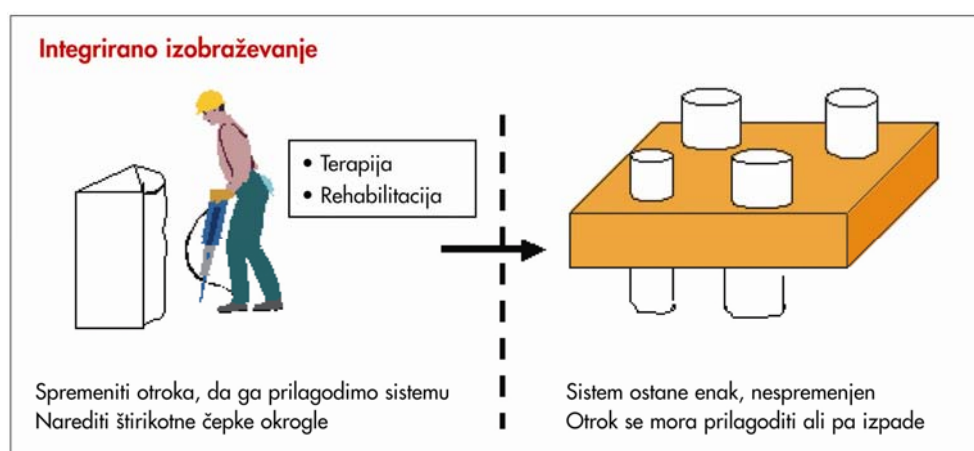 Integrirano izobraževanje
• Terapija
• Rehabilitacija
Spremeniti otroka, da ga prilagodimo sistemu
Narediti štirikotne čepke okrogle
Sistem ostane enak, nespremenjen
Otrok se mora prilagoditi ali pa izpade